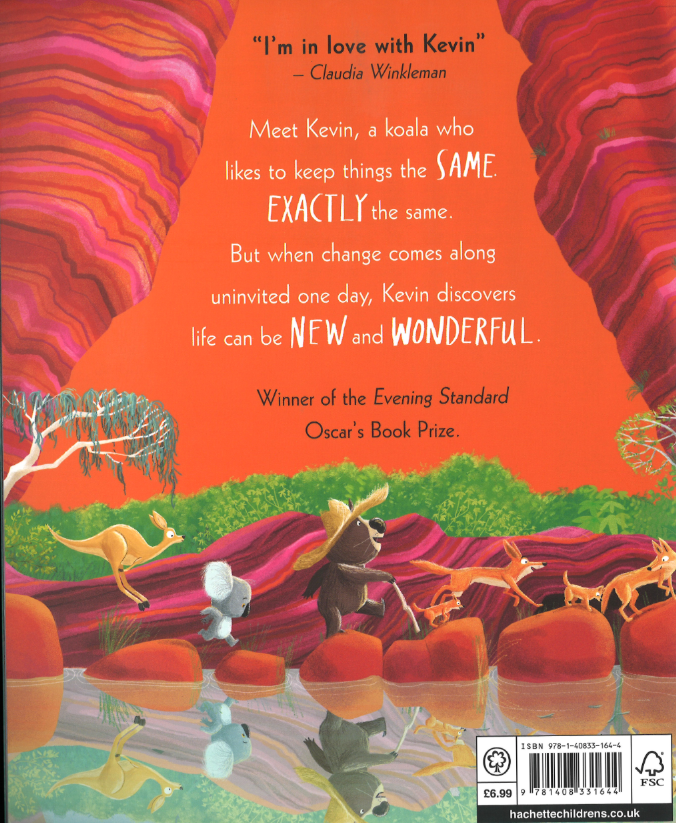 "I'm in love with Kevin"
– Claudia Winkleman
Meet Kevin, a koala who
likes to keep things the SAME.
EXACTLY the same.
But when change comes along
uninvited one day, Kevin discovers
life can be NEW and WONDERFUL.
Winner of the Evening Standard
Oscar's Book Prize.
ISBN 978-1-40833-164-4
£6.99
9 781408 331644
FSC
hachettechildrens.co.uk